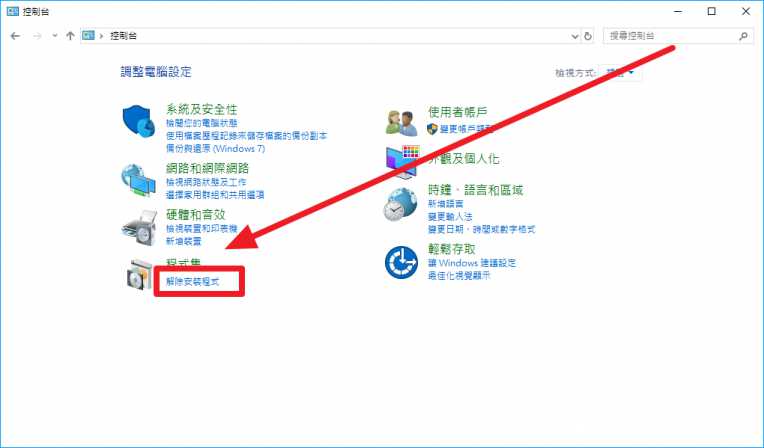 控制台
控制台
搜尋控制台
調整電腦設定
檢視方式:
系統及安全性
檢閱您的電腦狀態
使用檔案歷程記錄來儲存檔案的備份副本
備份與還原 (Windows 7)
網路和網際網路
檢視網路狀態及工作
選擇家用群組和共用選項
硬體和音效
檢視裝置和印表機
新增裝置
程式集
解除安裝程式
使用者帳戶
變更帳戶類型
外觀及個人化
時鐘、語言和區域
新增語言
變更輸入法
變更日期、時間或數字格式
輕鬆存取
讓 Windows 建議設定
最佳化視覺顯示